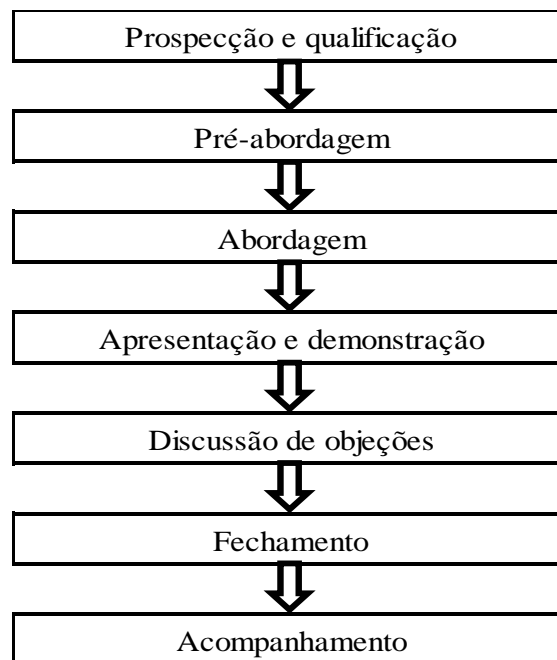 Prospecção e qualificação
Pré-abordagem
Abordagem
Apresentação e demonstração
Discussão de objeções
Fechamento
Acompanhamento